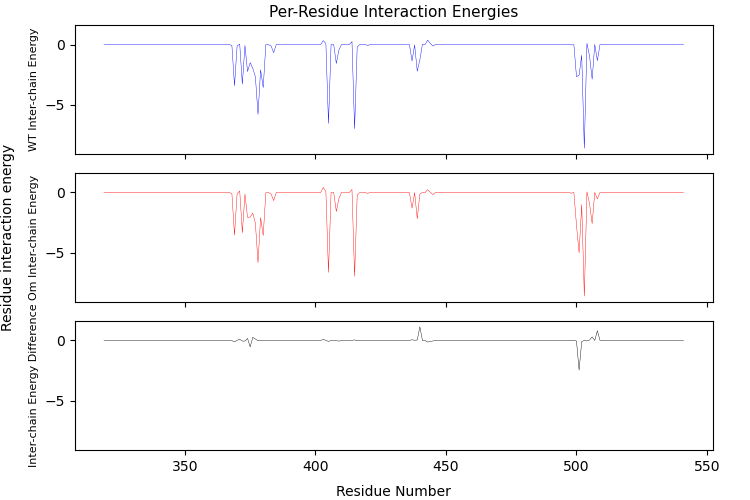 Per-Residue Interaction Energies
Residue interaction energy
WT Inter-chain Energy
0
−5
Om Inter-chain Energy
0
−5
Inter-chain Energy Difference
0
−5
350
400
450
500
550
Residue Number